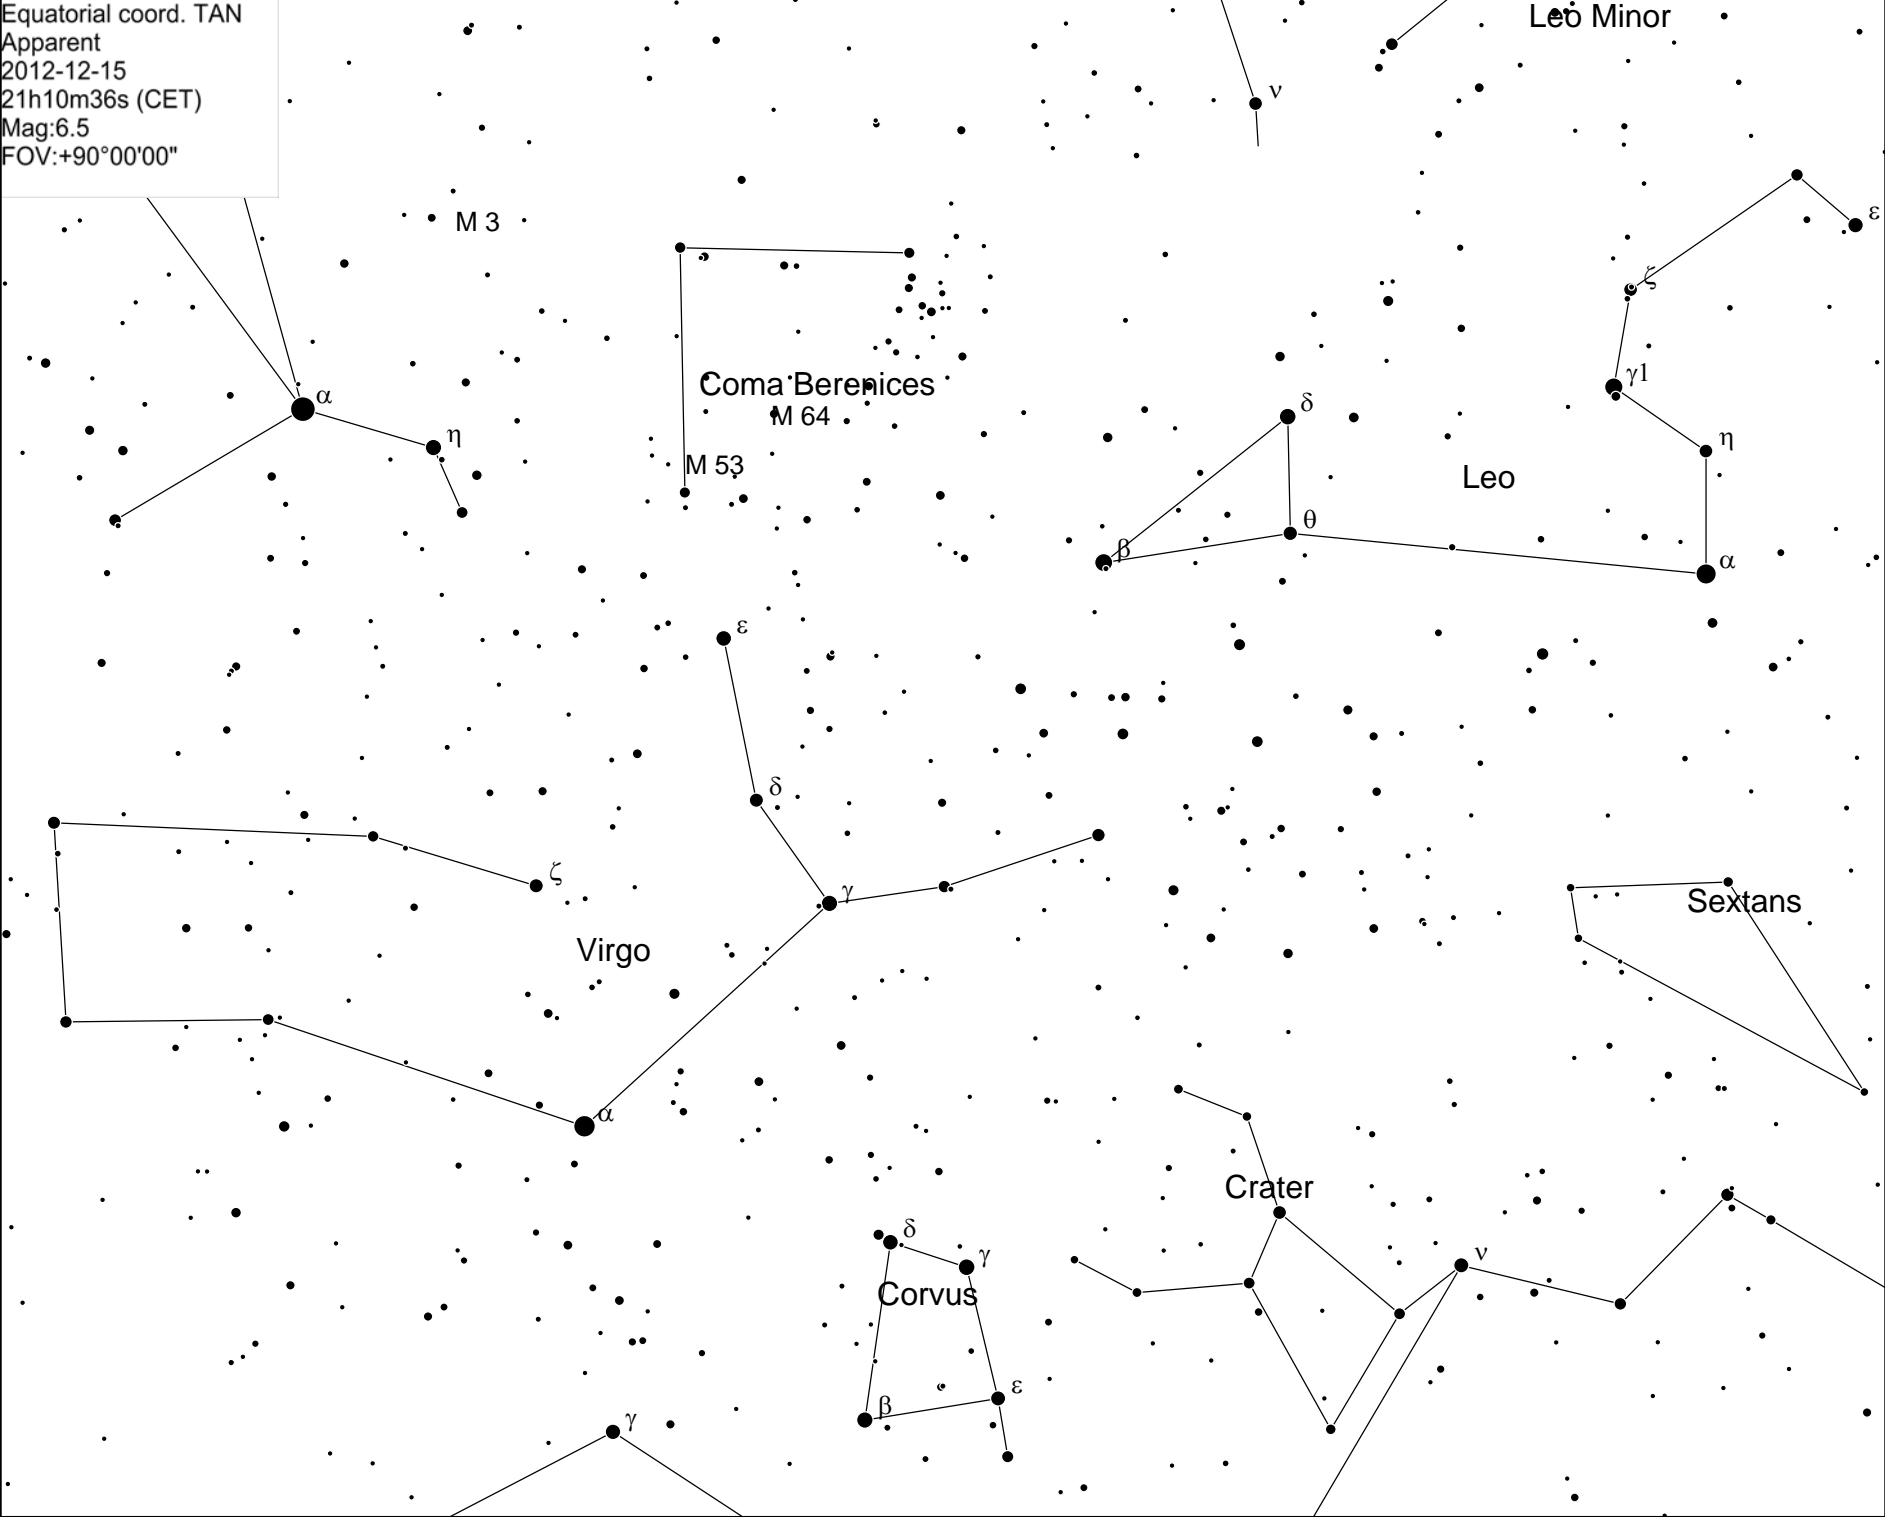 Equatorial coord. TAN
Apparent
2012-12-15
21h10m36s (CET)
Mag:6.5
FOV:+90°00'00"
Leo Minor
ν
M 3
ε
ζ
α
Coma Berenices
γ1
δ
M 64
η
η
M 53
Leo
θ
β
α
ε
δ
ζ
γ
Sextans
Virgo
α
Crater
δ
γ
ν
Corvus
ε
β
γ